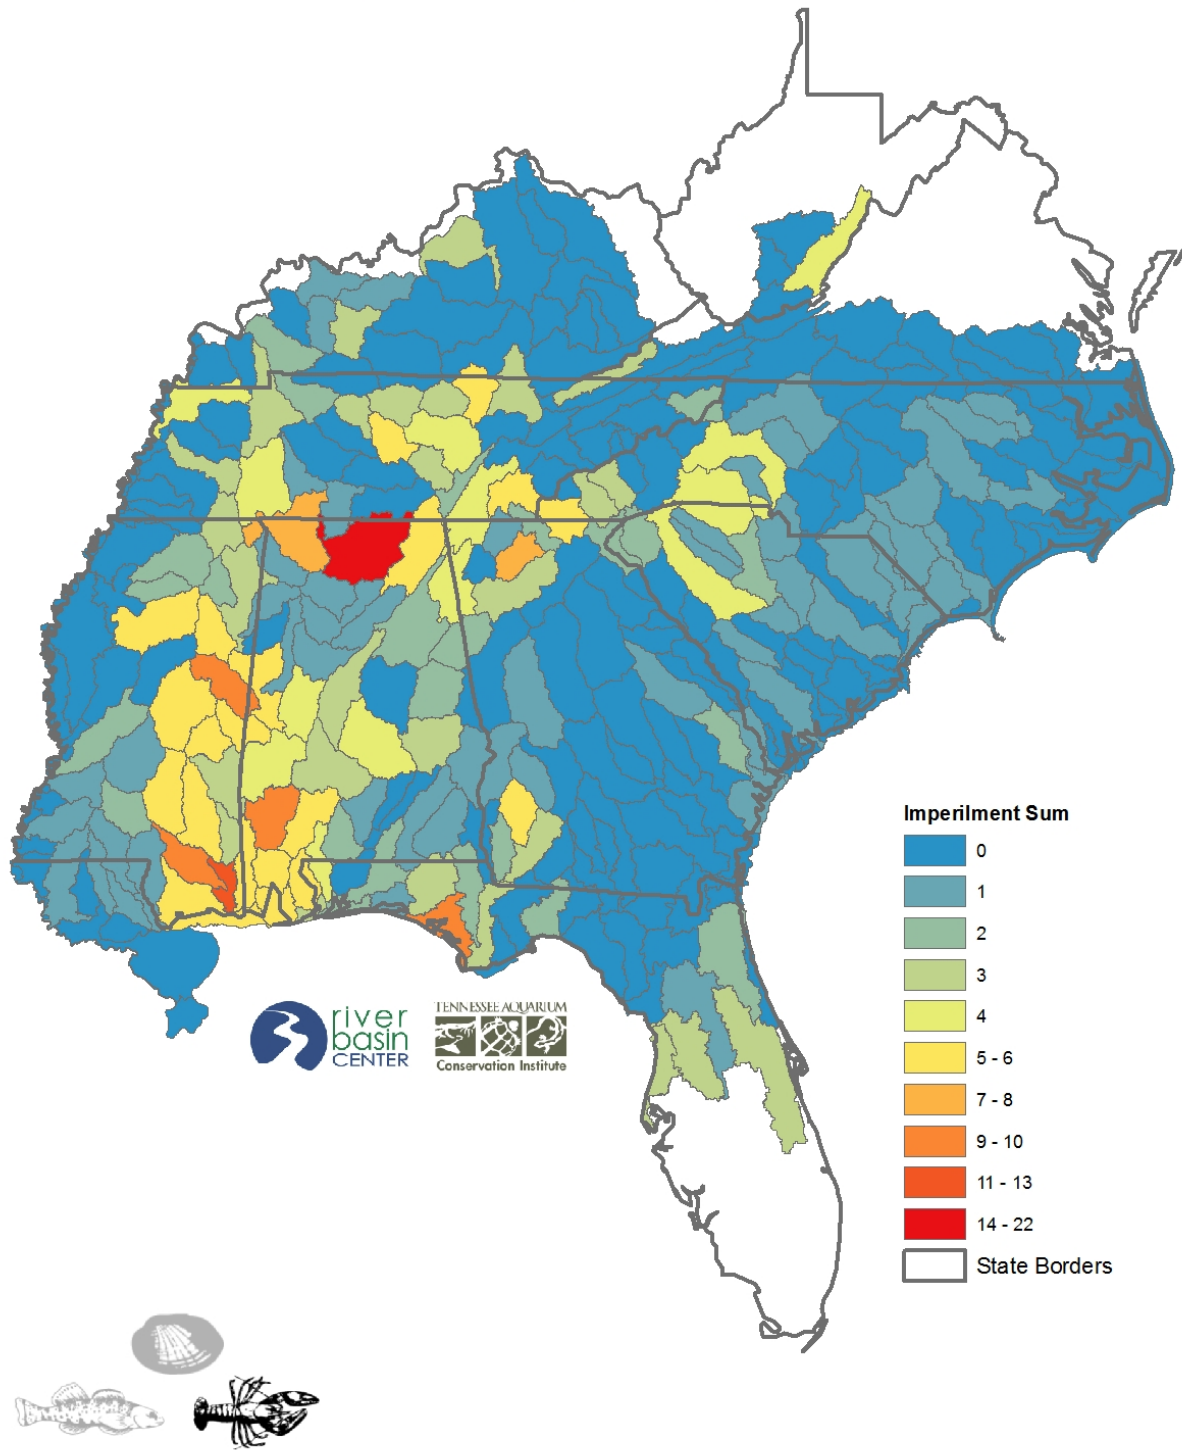 Imperilment Sum
0
1
2
3
4
5 - 6
7 - 8
9 - 10
11 - 13
14 - 22
State Borders
river
basin
CENTER
TENNESSEE AQUARIUM
Conservation Institute